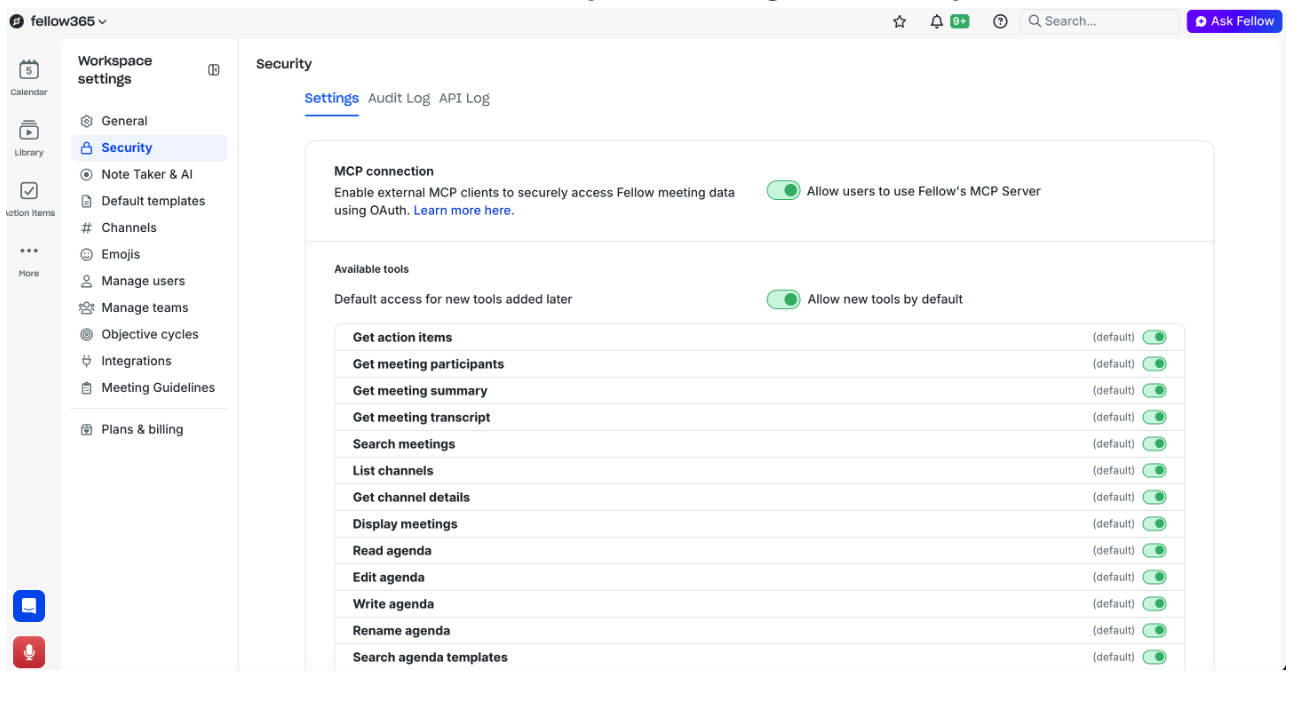 fellow365
9+
Search...
Ask Fellow
5
Calendar
Library
Action Items
More
Workspace
settings
General
Security
Note Taker & AI
Default templates
Channels
Emojis
Manage users
Manage teams
Objective cycles
Integrations
Meeting Guidelines
Plans & billing
Security
Settings Audit Log API Log
MCP connection
Enable external MCP clients to securely access Fellow meeting data
using OAuth. Learn more here.
Allow users to use Fellow's MCP Server
Available tools
Default access for new tools added later
Allow new tools by default
Get action items (default)
Get meeting participants (default)
Get meeting summary (default)
Get meeting transcript (default)
Search meetings (default)
List channels (default)
Get channel details (default)
Display meetings (default)
Read agenda (default)
Edit agenda (default)
Write agenda (default)
Rename agenda (default)
Search agenda templates (default)